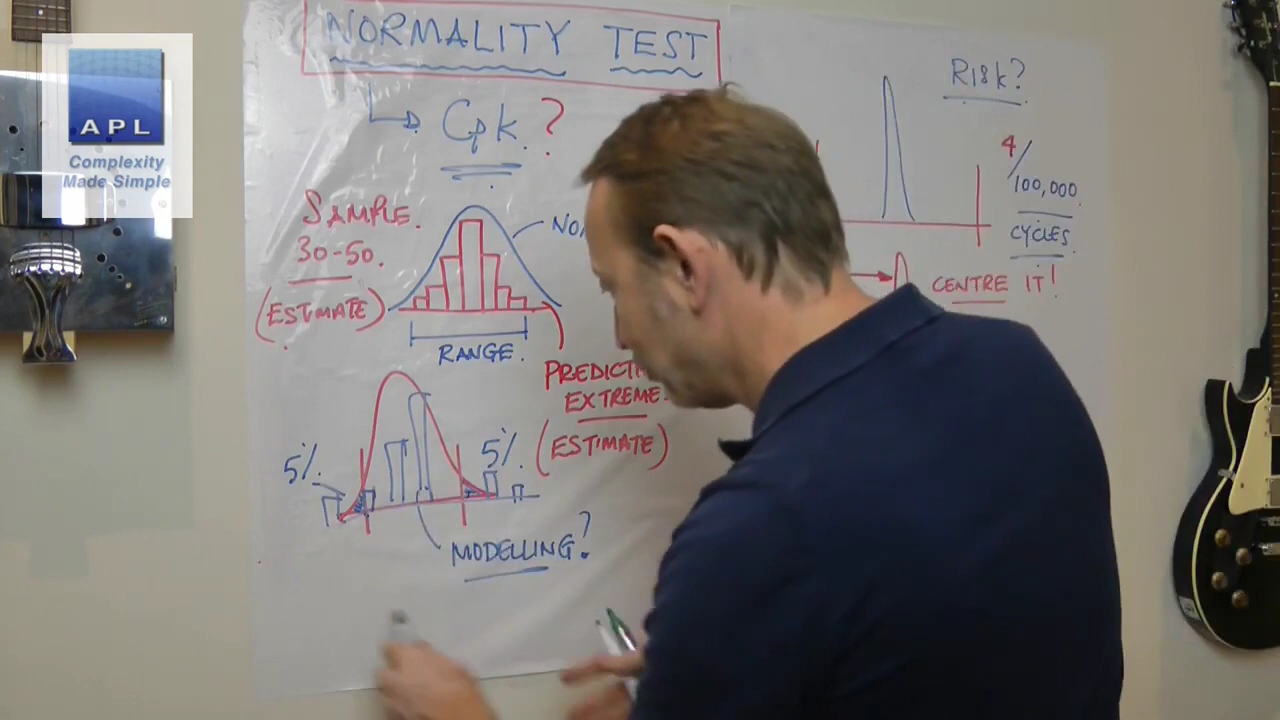 NORMALITY TEST
Cpk ?
SAMPLE.
30-50.
(ESTIMATE)
RANGE.
PREDICT
EXTREME.
(ESTIMATE)
5%.
5%.
MODELLING?
RISK?
4/100,000
CYCLES.
CENTRE IT!
APL
Complexity
Made Simple